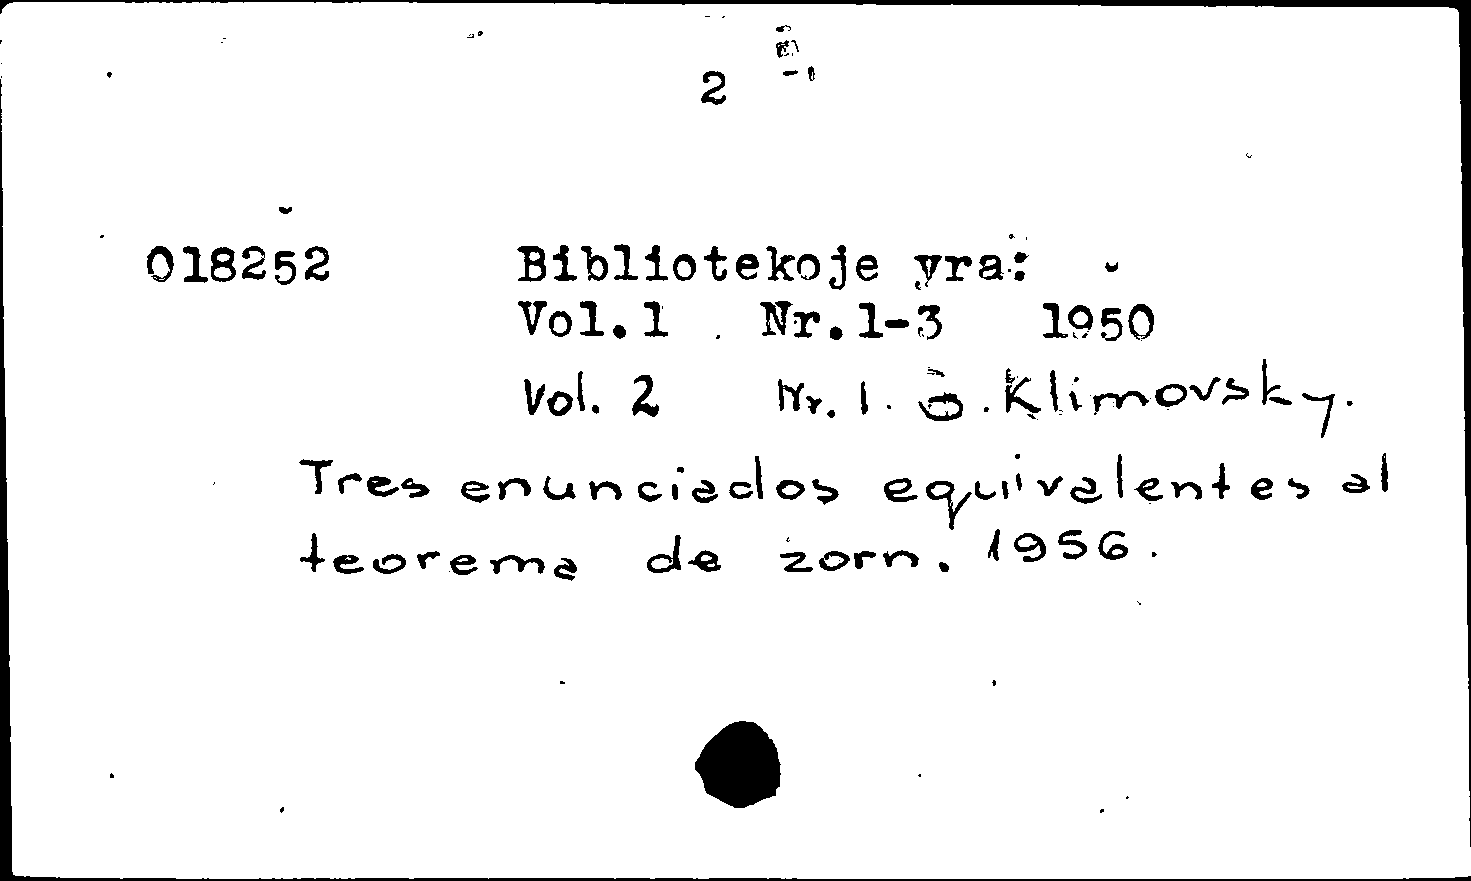 2
018252 Bibliotekoje yra:
Vol.1 Nr.1-3 1950
Vol. 2 Nr. 1. G. Klimovsky.
Tres enunciados equivalentes al
teorema de zorn. 1956.